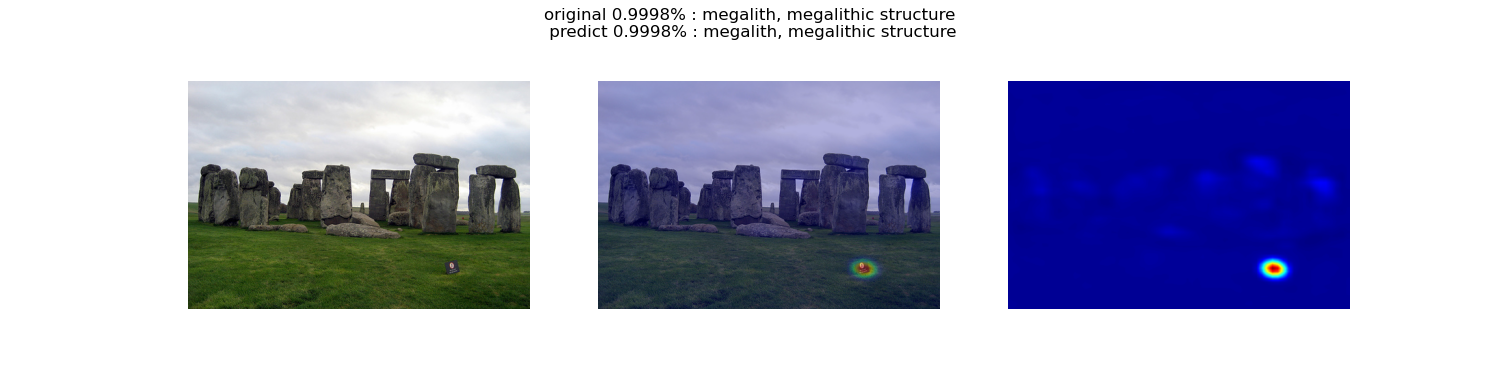 original 0.9998% : megalith, megalithic structure
predict 0.9998% : megalith, megalithic structure